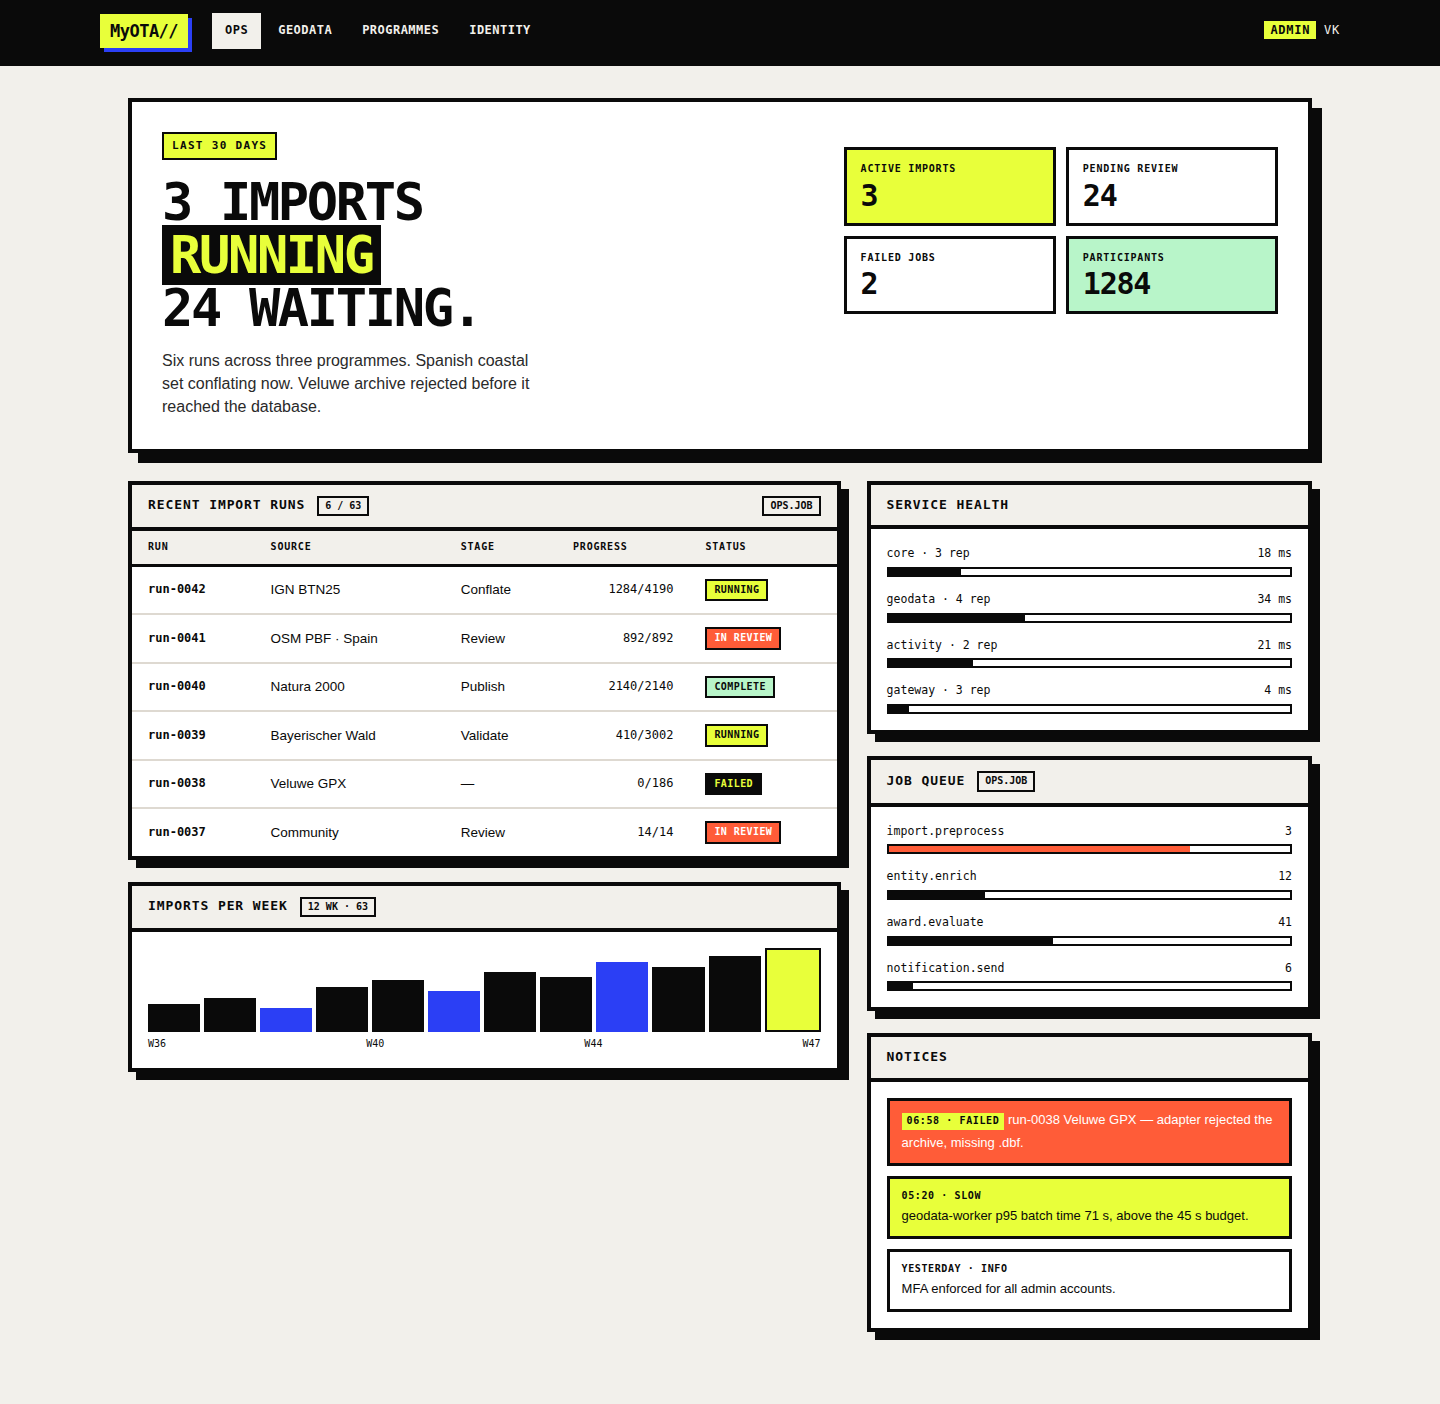 MyOTA// OPS GEODATA PROGRAMMES IDENTITY ADMIN VK
LAST 30 DAYS
3 IMPORTS
RUNNING
24 WAITING.
Six runs across three programmes. Spanish coastal
set conflating now. Veluwe archive rejected before it
reached the database.
ACTIVE IMPORTS
3
PENDING REVIEW
24
FAILED JOBS
2
PARTICIPANTS
1284
RECENT IMPORT RUNS 6 / 63 OPS.JOB
RUN SOURCE STAGE PROGRESS STATUS
run-0042 IGN BTN25 Conflate 1284/4190 RUNNING
run-0041 OSM PBF · Spain Review 892/892 IN REVIEW
run-0040 Natura 2000 Publish 2140/2140 COMPLETE
run-0039 Bayerischer Wald Validate 410/3002 RUNNING
run-0038 Veluwe GPX — 0/186 FAILED
run-0037 Community Review 14/14 IN REVIEW
IMPORTS PER WEEK 12 WK · 63
W36 W40 W44 W47
SERVICE HEALTH
core · 3 rep 18 ms
geodata · 4 rep 34 ms
activity · 2 rep 21 ms
gateway · 3 rep 4 ms
JOB QUEUE OPS.JOB
import.preprocess 3
entity.enrich 12
award.evaluate 41
notification.send 6
NOTICES
06:58 · FAILED run-0038 Veluwe GPX — adapter rejected the
archive, missing .dbf.
05:20 · SLOW
geodata-worker p95 batch time 71 s, above the 45 s budget.
YESTERDAY · INFO
MFA enforced for all admin accounts.